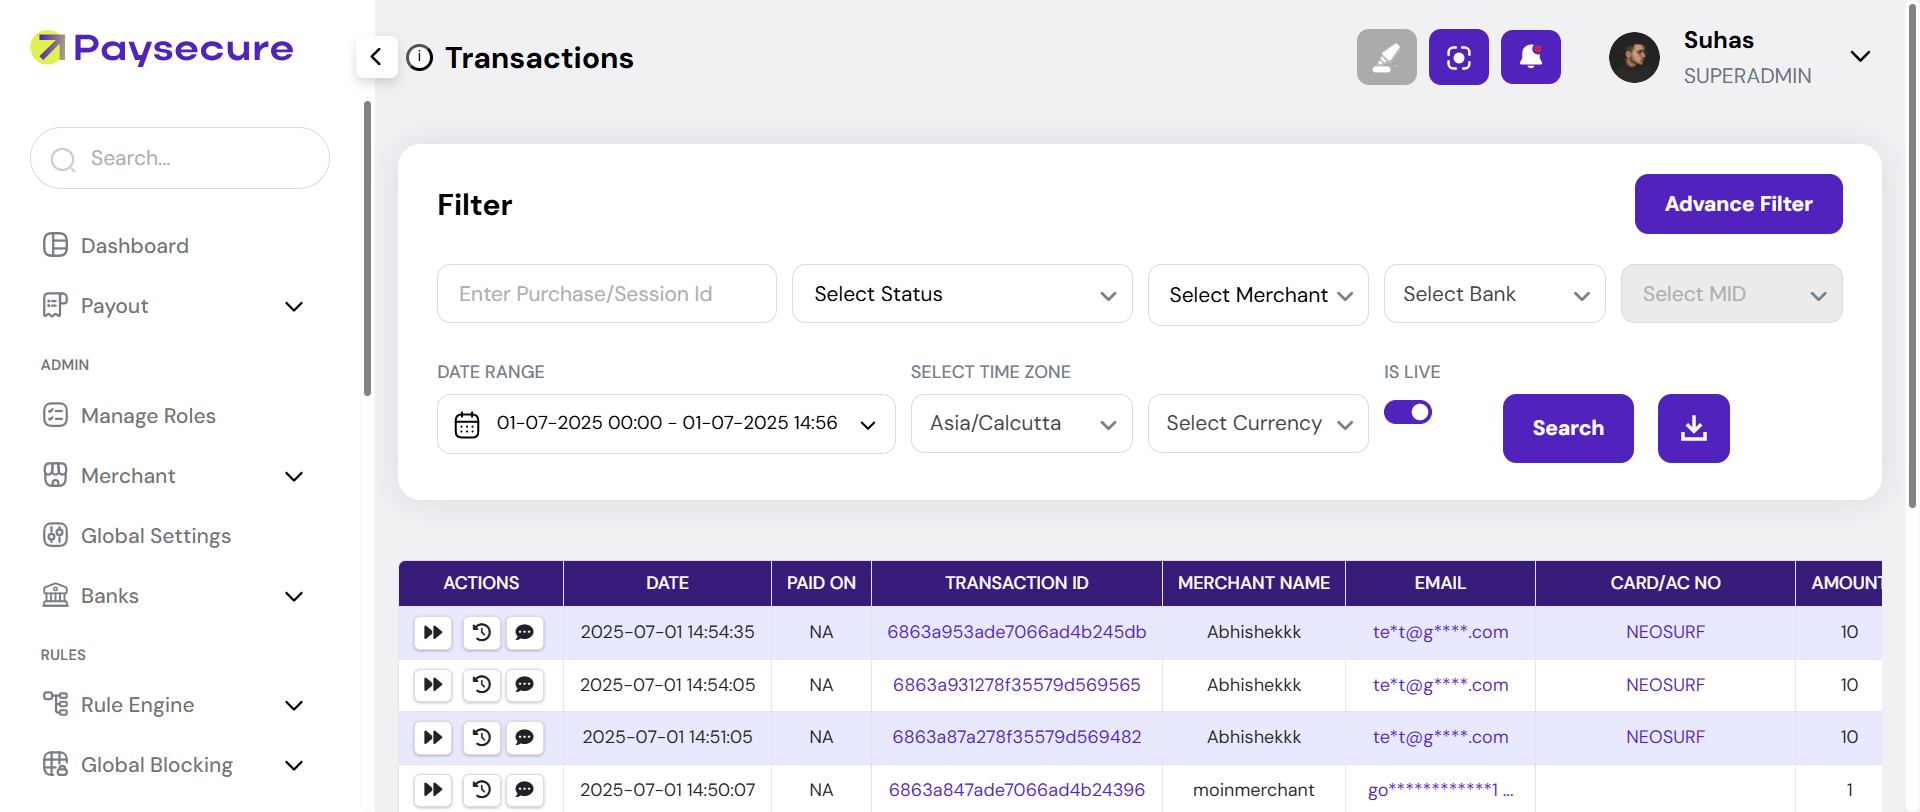 Paysecure
Transactions
Suhas
SUPERADMIN
Search...
Dashboard
Payout
ADMIN
Manage Roles
Merchant
Global Settings
Banks
RULES
Rule Engine
Global Blocking
Filter
Advance Filter
Enter Purchase/Session Id
Select Status
Select Merchant
Select Bank
Select MID
DATE RANGE
SELECT TIME ZONE
IS LIVE
01-07-2025 00:00 - 01-07-2025 14:56
Asia/Calcutta
Select Currency
Search
ACTIONS DATE PAID ON TRANSACTION ID MERCHANT NAME EMAIL CARD/AC NO AMOUNT
2025-07-01 14:54:35 NA 6863a953ade7066ad4b245db Abhishekkk te*t@g****.com NEOSURF 10
2025-07-01 14:54:05 NA 6863a931278f35579d569565 Abhishekkk te*t@g****.com NEOSURF 10
2025-07-01 14:51:05 NA 6863a87a278f35579d569482 Abhishekkk te*t@g****.com NEOSURF 10
2025-07-01 14:50:07 NA 6863a847ade7066ad4b24396 moinmerchant go************1 ... 1